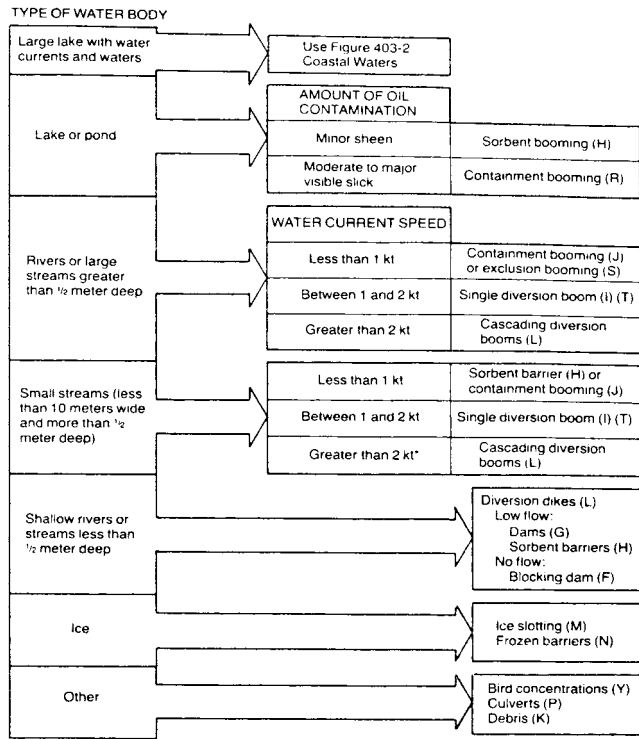 TYPE OF WATER BODY
Large lake with water
currents and waters
Use Figure 403-2
Coastal Waters
Lake or pond
AMOUNT OF OIL
CONTAMINATION
Minor sheen
Sorbent booming (H)
Moderate to major
visible slick
Containment booming (R)
Rivers or large
streams greater
than ½ meter deep
WATER CURRENT SPEED
Less than 1 kt
Containment booming (J)
or exclusion booming (S)
Between 1 and 2 kt
Single diversion boom (I) (T)
Greater than 2 kt
Cascading diversion
booms (L)
Small streams (less
than 10 meters wide
and more than ½
meter deep)
Less than 1 kt
Sorbent barrier (H) or
containment booming (J)
Between 1 and 2 kt
Single diversion boom (I) (T)
Greater than 2 kt*
Cascading diversion
booms (L)
Shallow rivers or
streams less than
½ meter deep
Diversion dikes (L)
Low flow:
Dams (G)
Sorbent barriers (H)
No flow:
Blocking dam (F)
Ice
Ice slotting (M)
Frozen barriers (N)
Other
Bird concentrations (Y)
Culverts (P)
Debris (K)